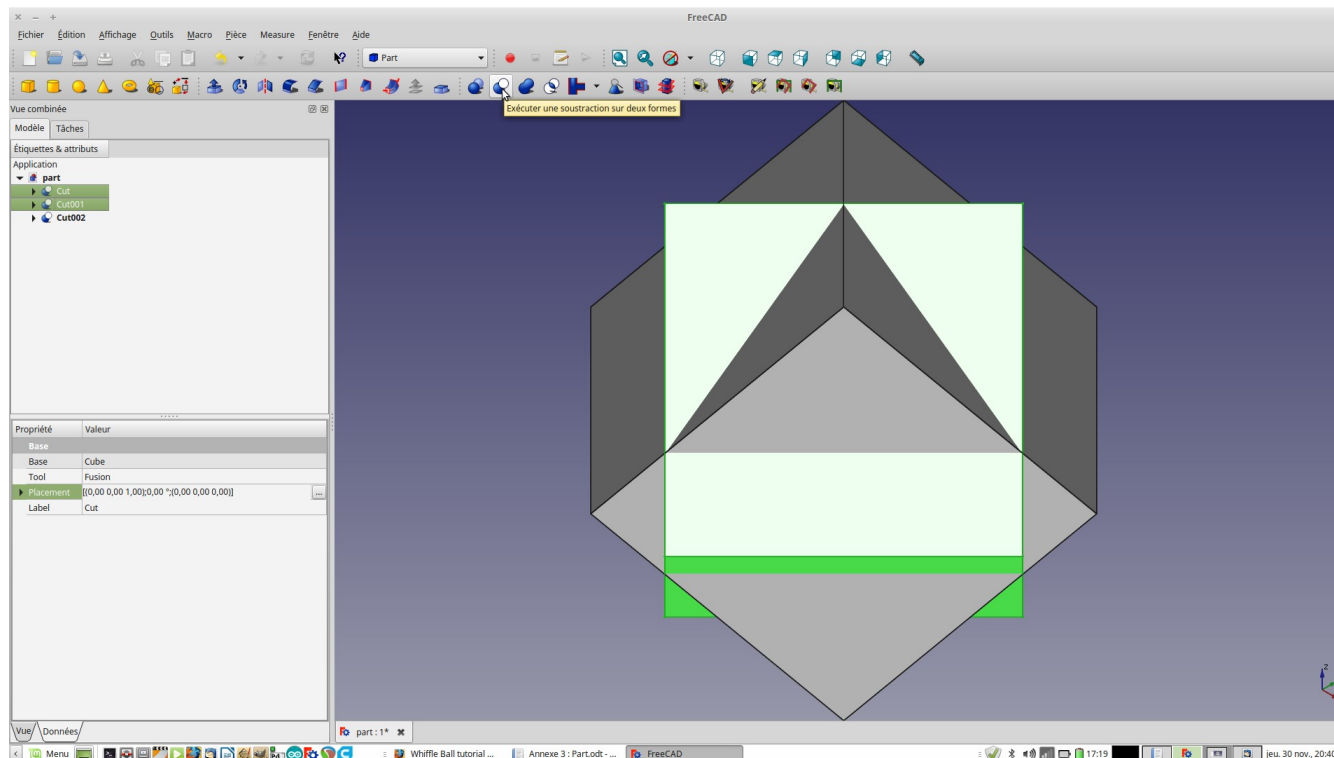 FreeCAD
Fichier Édition Affichage Outils Macro Pièce Measure Fenêtre Aide
Part
Exécuter une soustraction sur deux formes
Vue combinée
Modèle Tâches
Étiquettes & attributs
Application
part
Cut
Cut001
Cut002
Propriété Valeur
Base
Base Cube
Tool Fusion
Placement [(0,00 0,00 1,00);0,00 °;(0,00 0,00 0,00)] ...
Label Cut
Z
Vue Données
part : 1*
Menu
Whiffle Ball tutorial ...
Annexe 3 : Part.odt - ...
FreeCAD
17:19
jeu. 30 nov., 20:40